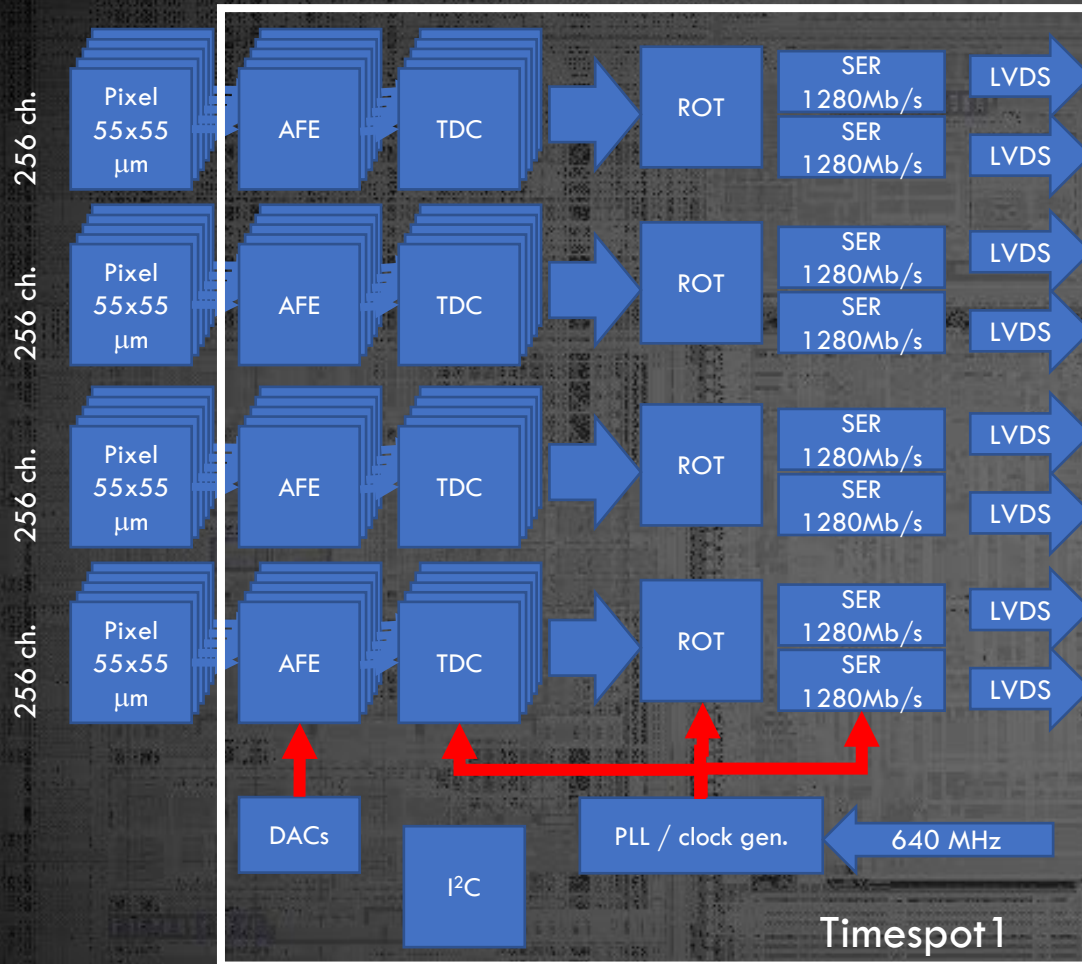 256 ch.
Pixel
55x55
μm
AFE
TDC
ROT
SER
1280Mb/s
SER
1280Mb/s
LVDS
LVDS
256 ch.
Pixel
55x55
μm
AFE
TDC
ROT
SER
1280Mb/s
SER
1280Mb/s
LVDS
LVDS
256 ch.
Pixel
55x55
μm
AFE
TDC
ROT
SER
1280Mb/s
SER
1280Mb/s
LVDS
LVDS
256 ch.
Pixel
55x55
μm
AFE
TDC
ROT
SER
1280Mb/s
SER
1280Mb/s
LVDS
LVDS
DACs
I²C
PLL / clock gen.
640 MHz
Timespot1